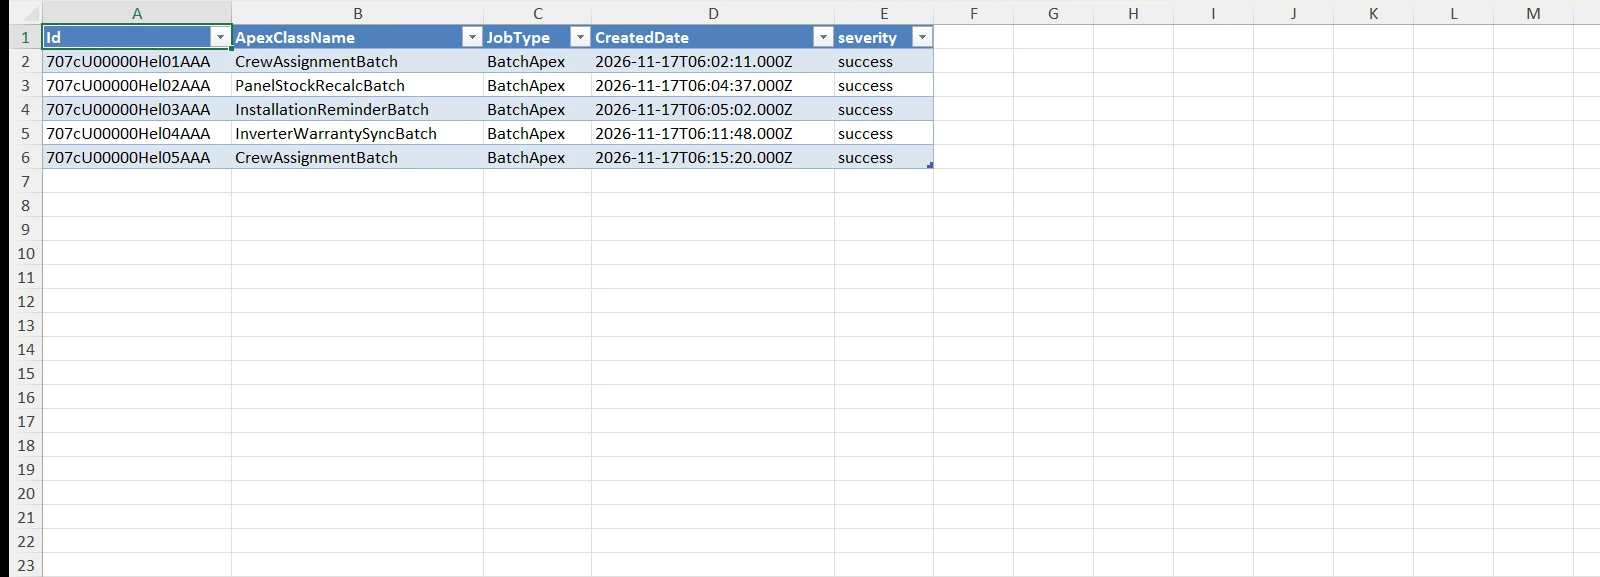 A B C D E F G H I J K L M
1 Id ApexClassName JobType CreatedDate severity
2 707cU00000Hel01AAA CrewAssignmentBatch BatchApex 2026-11-17T06:02:11.000Z success
3 707cU00000Hel02AAA PanelStockRecalcBatch BatchApex 2026-11-17T06:04:37.000Z success
4 707cU00000Hel03AAA InstallationReminderBatch BatchApex 2026-11-17T06:05:02.000Z success
5 707cU00000Hel04AAA InverterWarrantySyncBatch BatchApex 2026-11-17T06:11:48.000Z success
6 707cU00000Hel05AAA CrewAssignmentBatch BatchApex 2026-11-17T06:15:20.000Z success
7
8
9
10
11
12
13
14
15
16
17
18
19
20
21
22
23